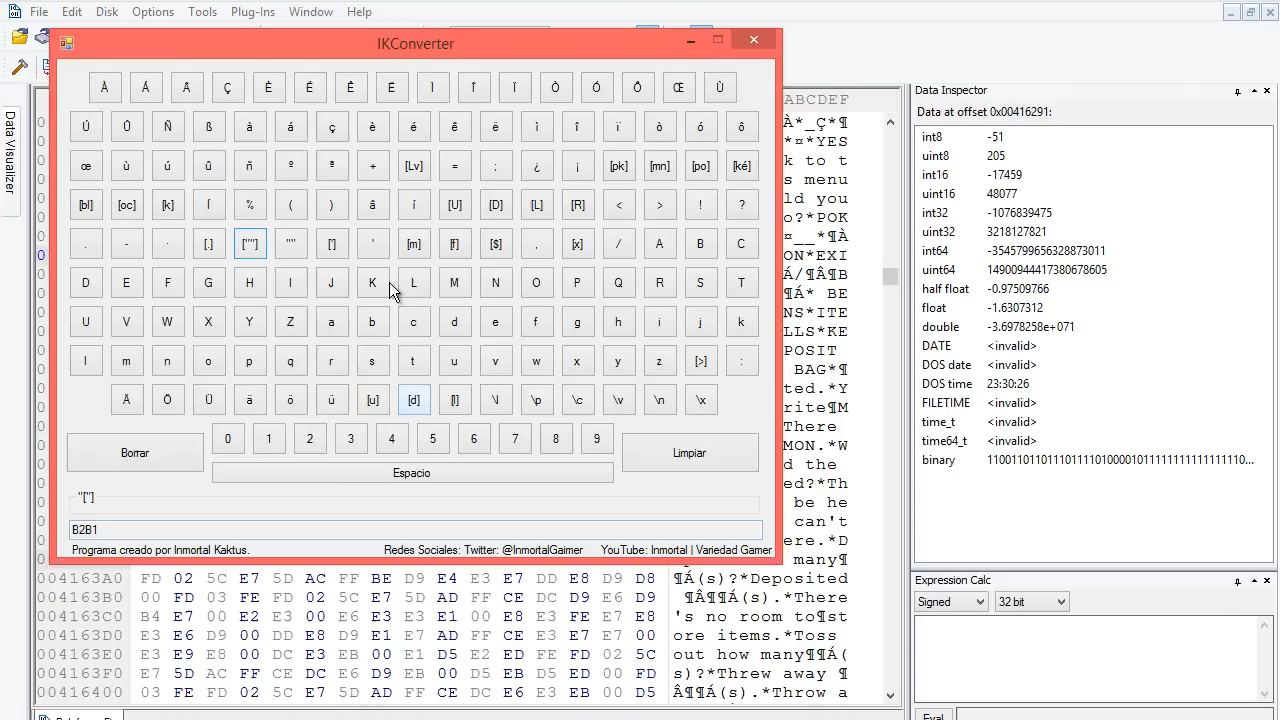 File Edit Disk Options Tools Plug-Ins Window Help
IKConverter
À Á Â Ç È É Ê Ë Ì Î Ï Ò Ó Ô Œ Ù
Ú Û Ñ ß à á ç è é ê ë ì î ï ò ó
œ ù ú û ñ º ª + [Lv] = ; ¿ ¡ [pk] [mn] [po] [ké]
[bl] [oc] [k] Í % ( ) â í [U] [D] [L] [R] < > ! ?
. - · [.] [""] "" ['] ' [m] [f] [$] , [x] / A B C
D E F G H I J K L M N O P Q R S T
U V W X Y Z a b c d e f g h i j k
l m n o p q r s t u v w x y z [>] :
Ä Ö Ü ä ö ü [u] [d] [l] \l \p \c \v \n \x
Borrar
0 1 2 3 4 5 6 7 8 9
Limpiar
Espacio
"["]
B2B1
Programa creado por Inmortal Kaktus. Redes Sociales: Twitter: @InmortalGaimer YouTube: Inmortal | Variedad Gamer
Data Visualizer
ABCDEF
À*_Ç*¶
*¤*YES
k to t
s menu
ld you
o?*POK
¤__*¶À
ON*EXI
Á/¶Â¶B
¶Á* BE
NS*ITE
LLS*KE
POSIT
BAG*¶
ted.*Y
rite¶M
There
MON.*W
d the
ed?*Th
be he
can't
ere.*D
many¶
004163A0 FD 02 5C E7 5D AC FF BE D9 E4 E3 E7 DD E8 D9 D8 ¶Á(s)?*Deposited
004163B0 00 FD 03 FE FD 02 5C E7 5D AD FF CE DC D9 E6 D9 ¶Â¶¶Á(s).*There
004163C0 B4 E7 00 E2 E3 00 E6 E3 E3 E1 00 E8 E3 FE E7 E8 's no room to¶st
004163D0 E3 E6 D9 00 DD E8 D9 E1 E7 AD FF CE E3 E7 E7 00 ore items.*Toss
004163E0 E3 E9 E8 00 DC E3 EB 00 E1 D5 E2 ED FE FD 02 5C out how many¶¶Á(
004163F0 E7 5D AC FF CE DC E6 D9 EB 00 D5 EB D5 ED 00 FD s)?*Threw away ¶
00416400 03 FE FD 02 5C E7 5D AD FF CE DC E6 E3 EB 00 D5 Â¶¶Á(s).*Throw a
Data Inspector
Data at offset 0x00416291:
int8 -51
uint8 205
int16 -17459
uint16 48077
int32 -1076839475
uint32 3218127821
int64 -3545799656328873011
uint64 14900944417380678605
half float -0.97509766
float -1.6307312
double -3.6978258e+071
DATE <invalid>
DOS date <invalid>
DOS time 23:30:26
FILETIME <invalid>
time_t <invalid>
time64_t <invalid>
binary 1100110110111011110100001011111111111111110...
Expression Calc
Signed 32 bit
Eval